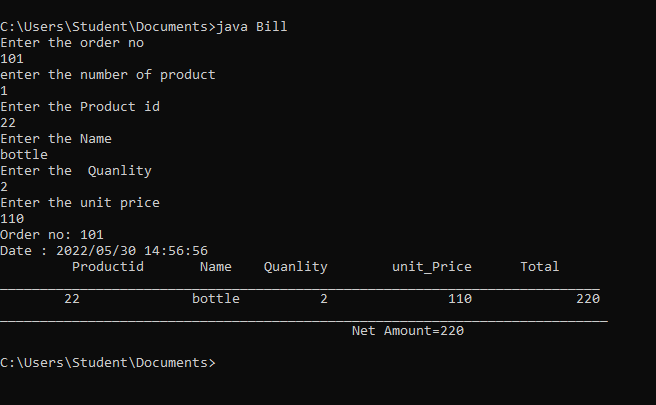 C:\Users\Student\Documents>java Bill
Enter the order no
101
enter the number of product
1
Enter the Product id
22
Enter the Name
bottle
Enter the  Quanlity
2
Enter the unit price
110
Order no: 101
Date : 2022/05/30 14:56:56
         Productid       Name    Quanlity        unit_Price      Total
___________________________________________________________________________
        22              bottle          2               110             220
____________________________________________________________________________
                                            Net Amount=220
C:\Users\Student\Documents>